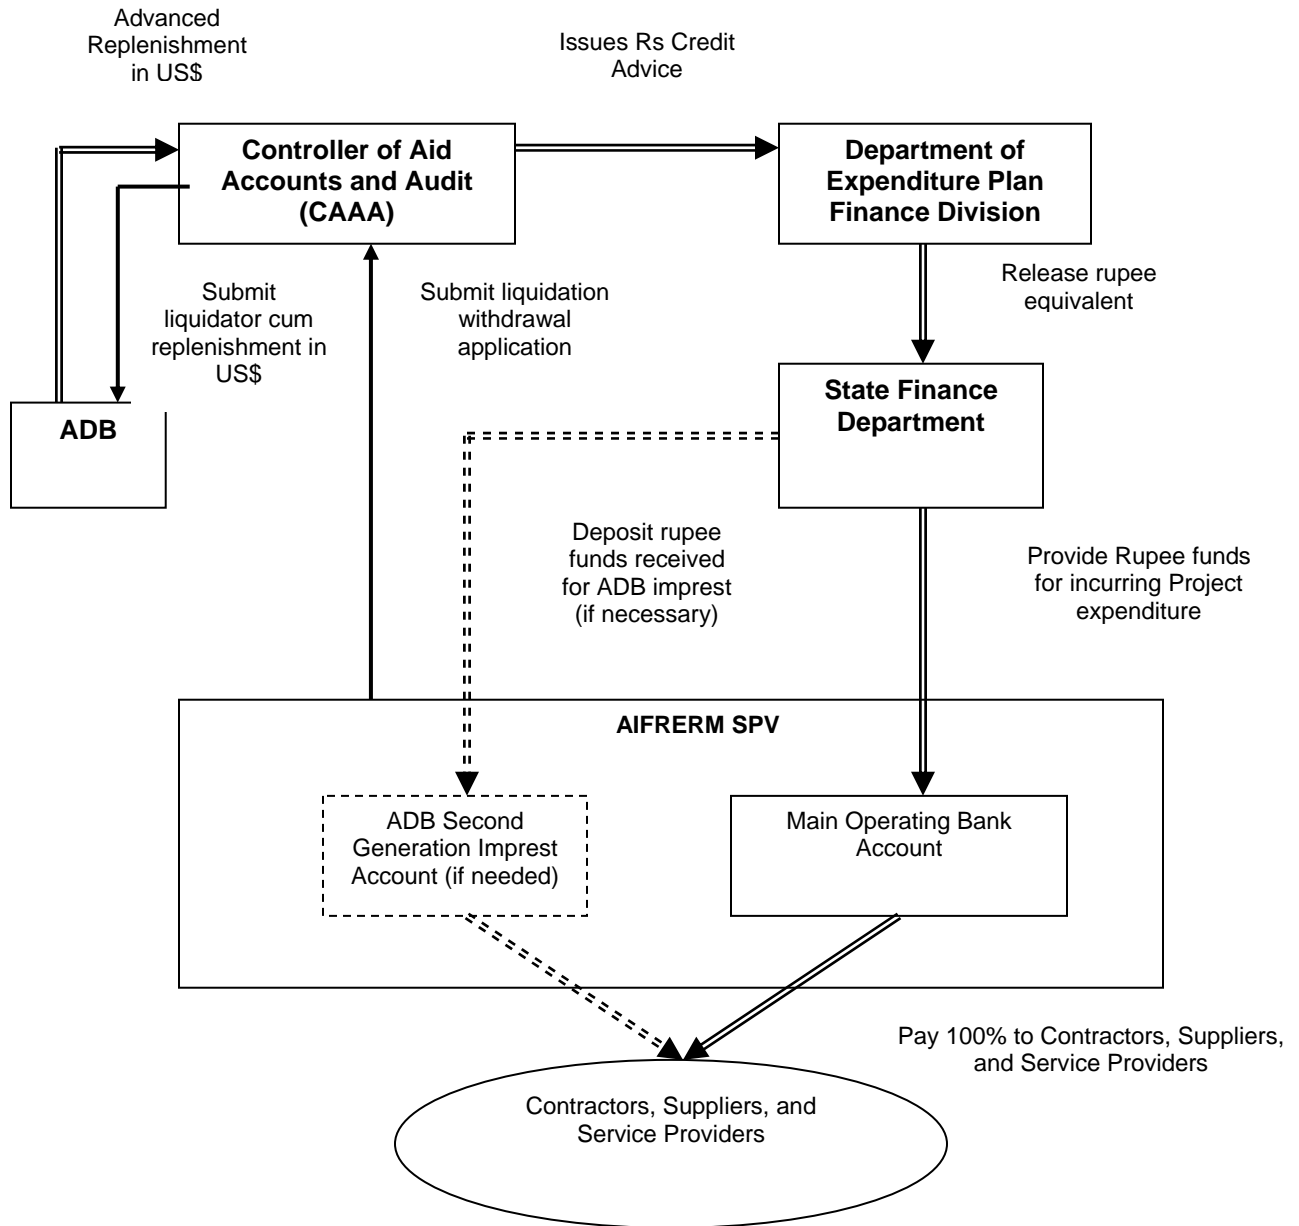 Advanced
Replenishment
in US$
Issues Rs Credit
Advice
Controller of Aid
Accounts and Audit
(CAAA)
Department of
Expenditure Plan
Finance Division
Submit
liquidator cum
replenishment in
US$
Submit liquidation
withdrawal
application
Release rupee
equivalent
ADB
State Finance
Department
Deposit rupee
funds received
for ADB imprest
(if necessary)
Provide Rupee funds
for incurring Project
expenditure
AIFRERM SPV
ADB Second
Generation Imprest
Account (if needed)
Main Operating Bank
Account
Pay 100% to Contractors, Suppliers,
and Service Providers
Contractors, Suppliers, and
Service Providers